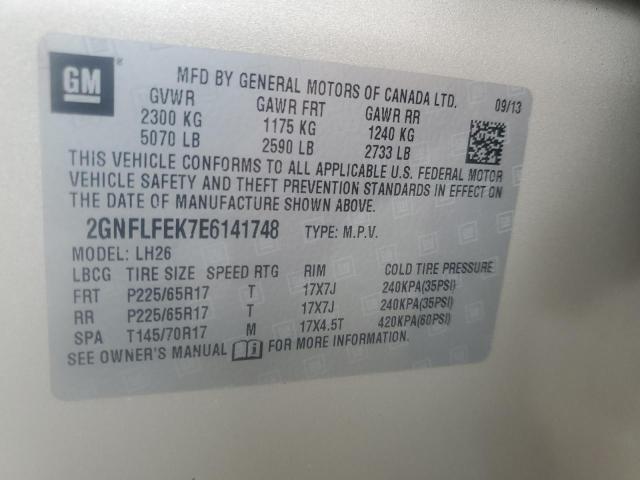 GM
MFD BY GENERAL MOTORS OF CANADA LTD. 09/13
GVWR GAWR FRT GAWR RR
2300 KG 1175 KG 1240 KG
5070 LB 2590 LB 2733 LB
THIS VEHICLE CONFORMS TO ALL APPLICABLE U.S. FEDERAL MOTOR
VEHICLE SAFETY AND THEFT PREVENTION STANDARDS IN EFFECT ON
THE DATE OF MANUFACTURE SHOWN ABOVE.
2GNFLFEK7E6141748 TYPE: M.P.V.
MODEL: LH26
LBCG TIRE SIZE SPEED RTG RIM COLD TIRE PRESSURE
FRT P225/65R17 T 17X7J 240KPA(35PSI)
RR P225/65R17 T 17X7J 240KPA(35PSI)
SPA T145/70R17 M 17X4.5T 420KPA(60PSI)
SEE OWNER'S MANUAL FOR MORE INFORMATION.